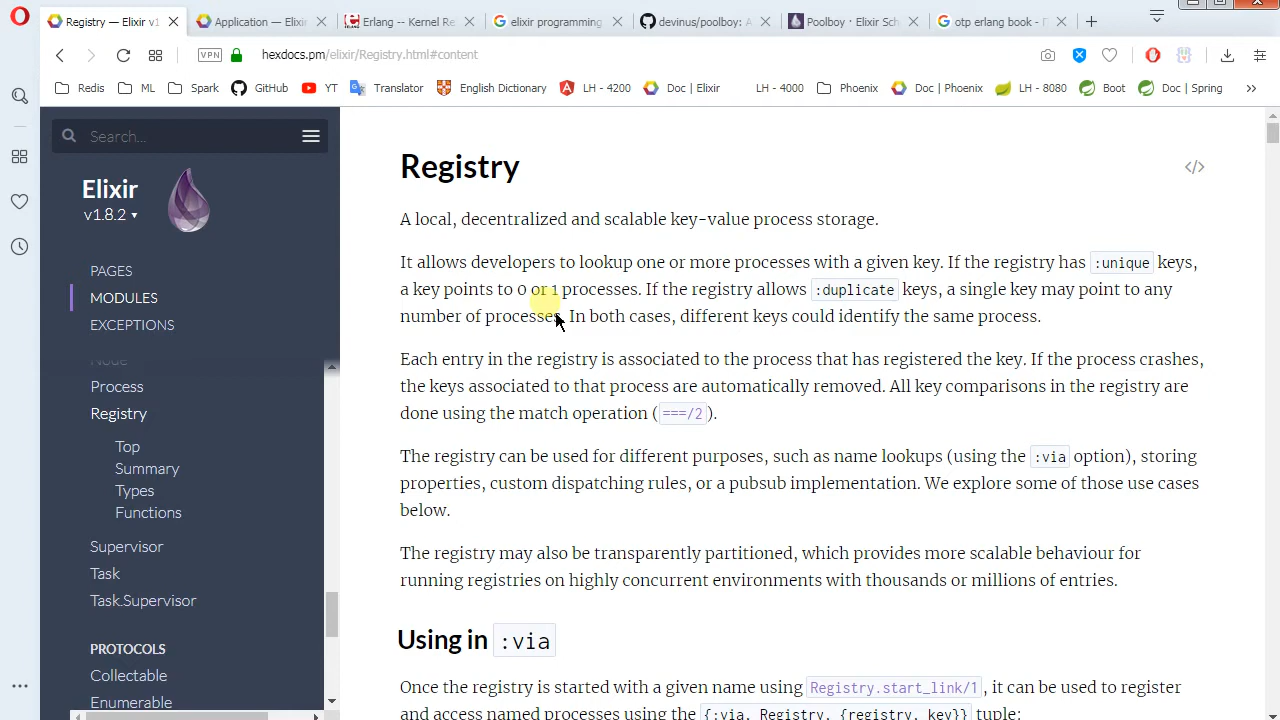 Registry — Elixir v1
Application — Elixi
Erlang -- Kernel Re
elixir programming
devinus/poolboy:
Poolboy · Elixir Sch
otp erlang book - 
VPN
hexdocs.pm/elixir/Registry.html#content
Redis
ML
Spark
GitHub
YT
Translator
English Dictionary
LH - 4200
Doc | Elixir
LH - 4000
Phoenix
Doc | Phoenix
LH - 8080
Boot
Doc | Spring
»
Search...
Elixir
v1.8.2
PAGES
MODULES
EXCEPTIONS
Node
Process
Registry
Top
Summary
Types
Functions
Supervisor
Task
Task.Supervisor
PROTOCOLS
Collectable
Enumerable
Registry
</>
A local, decentralized and scalable key-value process storage.
It allows developers to lookup one or more processes with a given key. If the registry has :unique keys,
a key points to 0 or 1 processes. If the registry allows :duplicate keys, a single key may point to any
number of processes. In both cases, different keys could identify the same process.
Each entry in the registry is associated to the process that has registered the key. If the process crashes,
the keys associated to that process are automatically removed. All key comparisons in the registry are
done using the match operation (===/2).
The registry can be used for different purposes, such as name lookups (using the :via option), storing
properties, custom dispatching rules, or a pubsub implementation. We explore some of those use cases
below.
The registry may also be transparently partitioned, which provides more scalable behaviour for
running registries on highly concurrent environments with thousands or millions of entries.
Using in :via
Once the registry is started with a given name using Registry.start_link/1, it can be used to register
and access named processes using the {:via, Registry, {registry, key}} tuple: